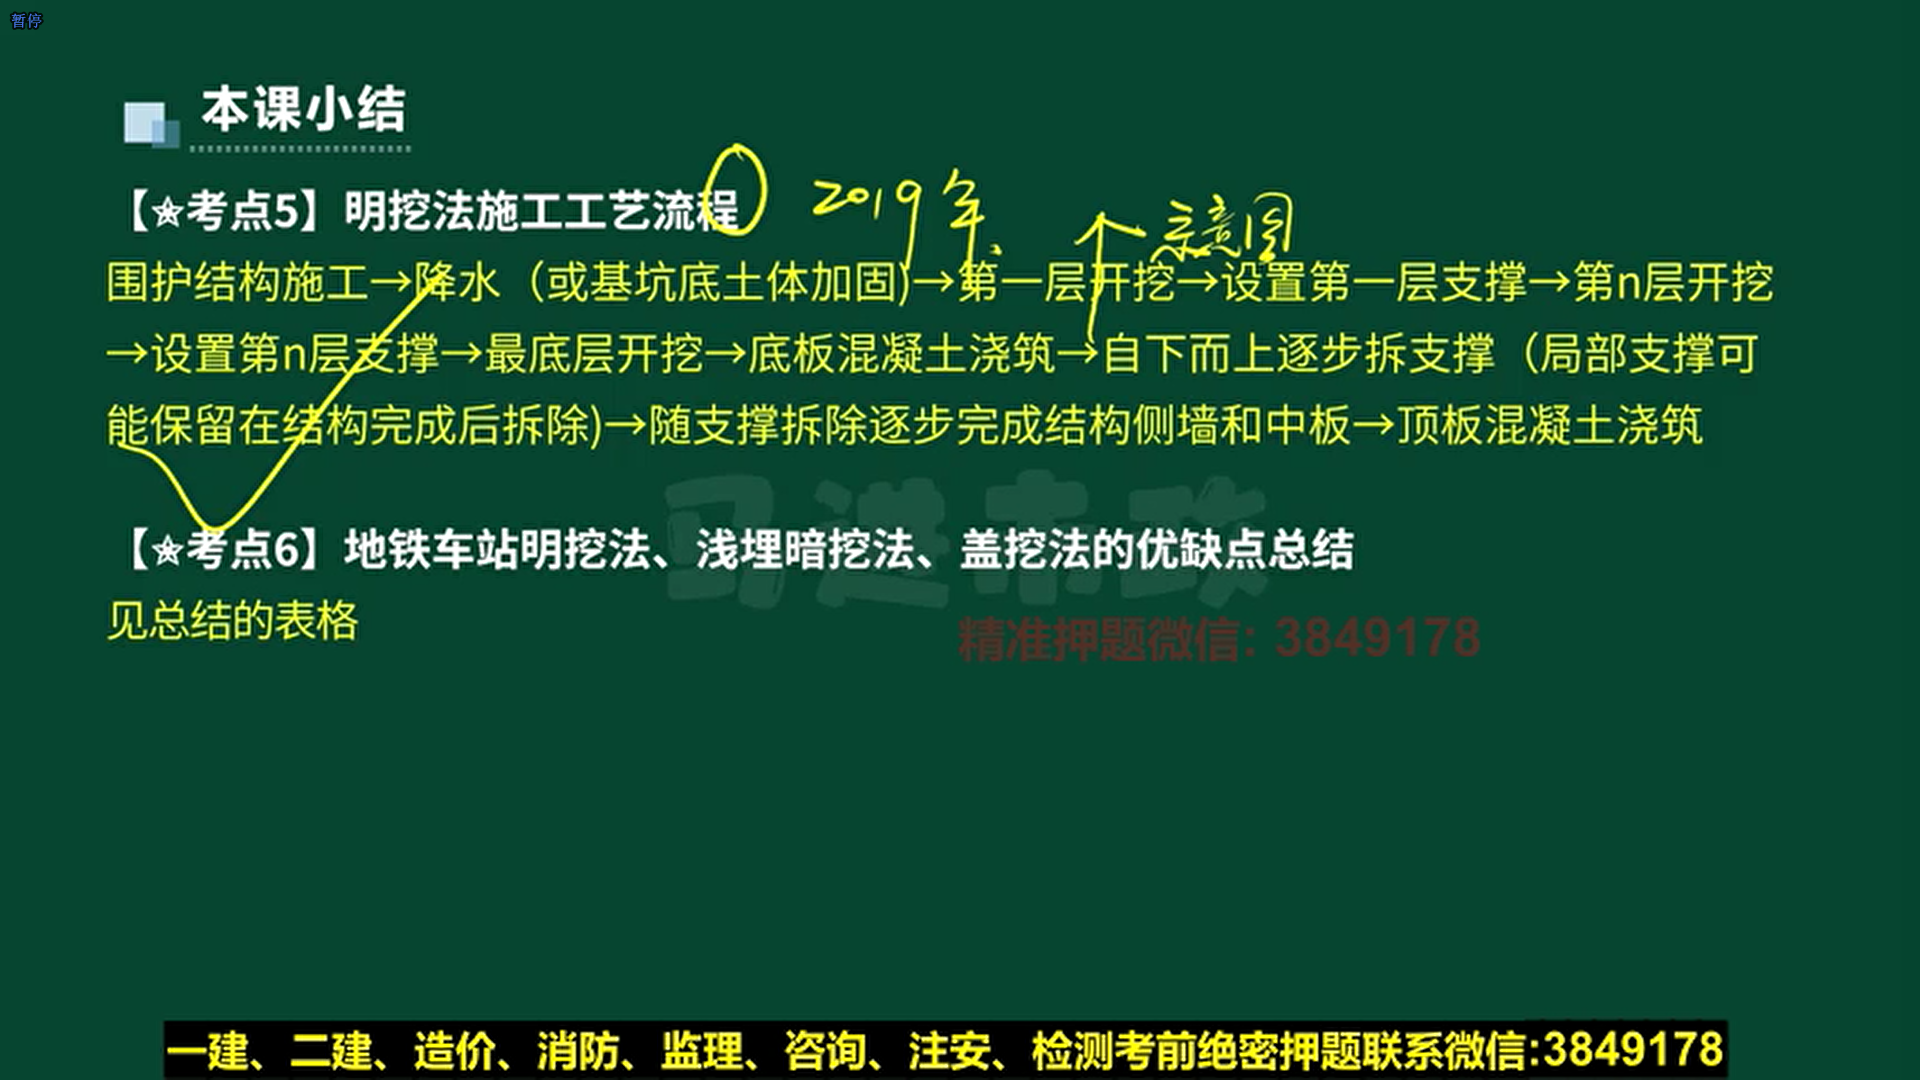 暂停
本课小结
【☆考点5】明挖法施工工艺流程
2019年、
个示意图
围护结构施工→降水（或基坑底土体加固)→第一层开挖→设置第一层支撑→第n层开挖
→设置第n层支撑→最底层开挖→底板混凝土浇筑→自下而上逐步拆支撑（局部支撑可
能保留在结构完成后拆除)→随支撑拆除逐步完成结构侧墙和中板→顶板混凝土浇筑
【☆考点6】地铁车站明挖法、浅埋暗挖法、盖挖法的优缺点总结
见总结的表格
精准押题微信: 3849178
一建、二建、造价、消防、监理、咨询、注安、检测考前绝密押题联系微信:3849178